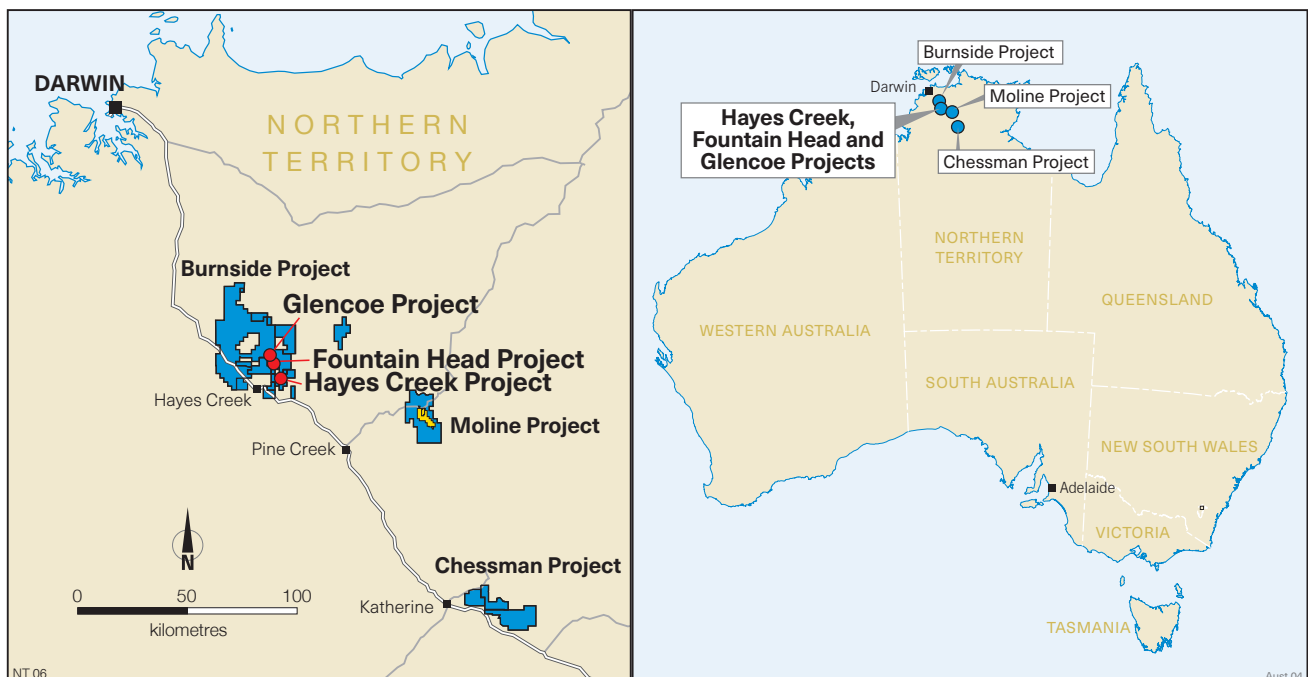 DARWIN
NORTHERN
TERRITORY
Burnside Project
Glencoe Project
Fountain Head Project
Hayes Creek Project
Hayes Creek
Moline Project
Pine Creek
N
Chessman Project
0 50 100
kilometres
Katherine
NT 06
Burnside Project
Darwin
Moline Project
Hayes Creek,
Fountain Head and
Glencoe Projects
Chessman Project
NORTHERN
TERRITORY
QUEENSLAND
WESTERN AUSTRALIA
SOUTH AUSTRALIA
NEW SOUTH WALES
Adelaide
VICTORIA
TASMANIA
Aust 04